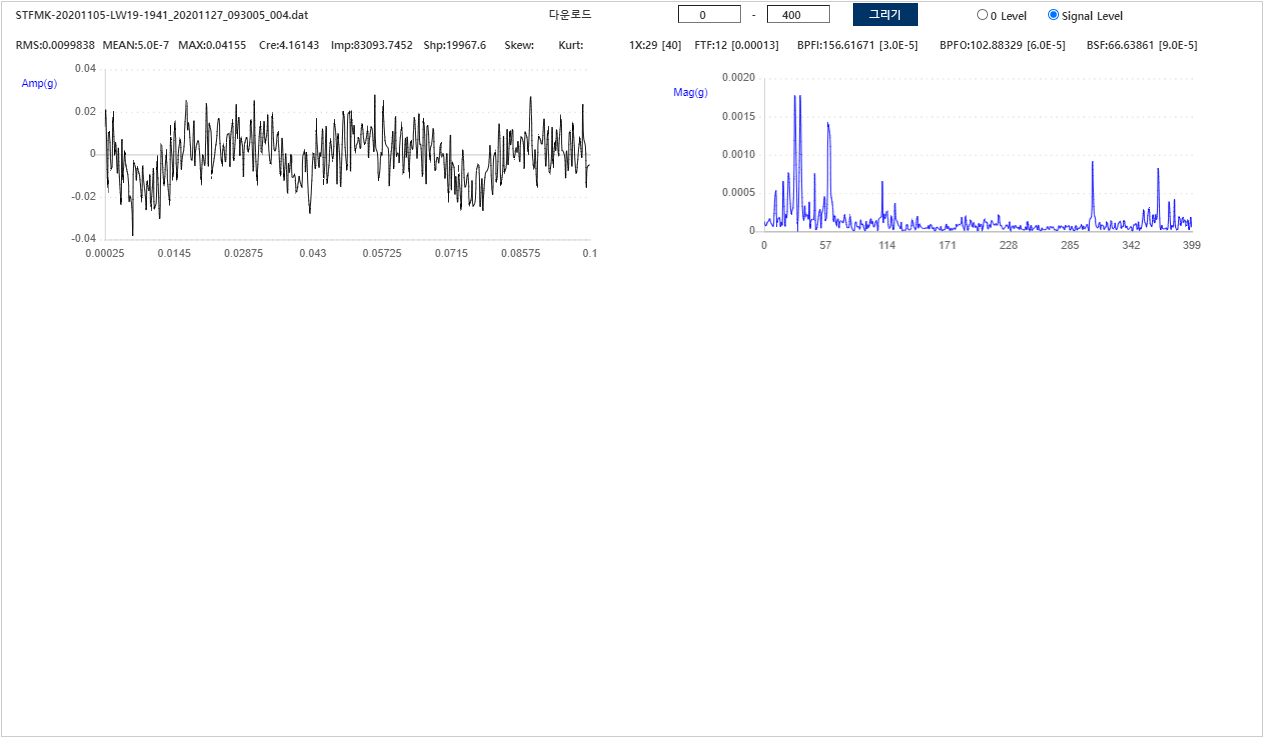 STFMK-20201105-LW19-1941_20201127_093005_004.dat 다운로드 0 - 400 그리기 0 Level Signal Level
RMS:0.0099838 MEAN:5.0E-7 MAX:0.04155 Cre:4.16143 Imp:83093.7452 Shp:19967.6 Skew: Kurt: 1X:29 [40] FTF:12 [0.00013] BPFI:156.61671 [3.0E-5] BPFO:102.88329 [6.0E-5] BSF:66.63861 [9.0E-5]
Amp(g)
0.04
0.02
0
-0.02
-0.04
0.00025 0.0145 0.02875 0.043 0.05725 0.0715 0.08575 0.1
Mag(g)
0.0020
0.0015
0.0010
0.0005
0
0 57 114 171 228 285 342 399